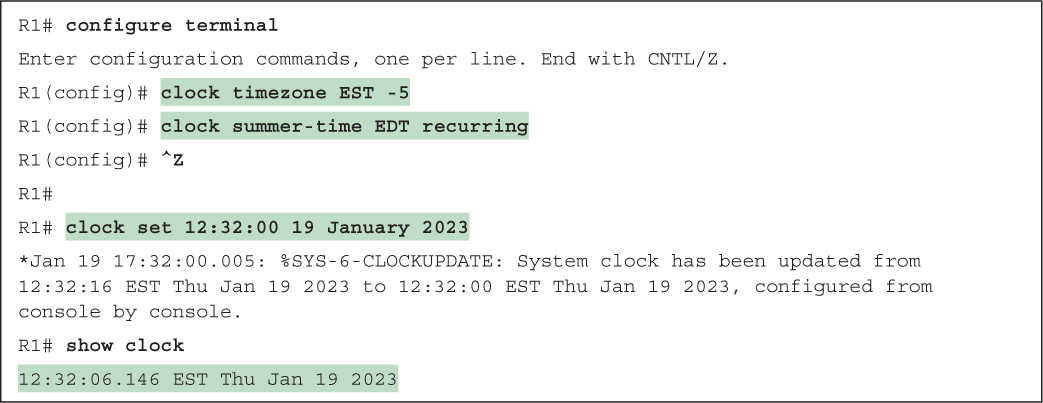 R1# configure terminal
Enter configuration commands, one per line. End with CNTL/Z.
R1(config)# clock timezone EST -5
R1(config)# clock summer-time EDT recurring
R1(config)# ^Z
R1#
R1# clock set 12:32:00 19 January 2023
*Jan 19 17:32:00.005: %SYS-6-CLOCKUPDATE: System clock has been updated from
12:32:16 EST Thu Jan 19 2023 to 12:32:00 EST Thu Jan 19 2023, configured from
console by console.
R1# show clock
12:32:06.146 EST Thu Jan 19 2023